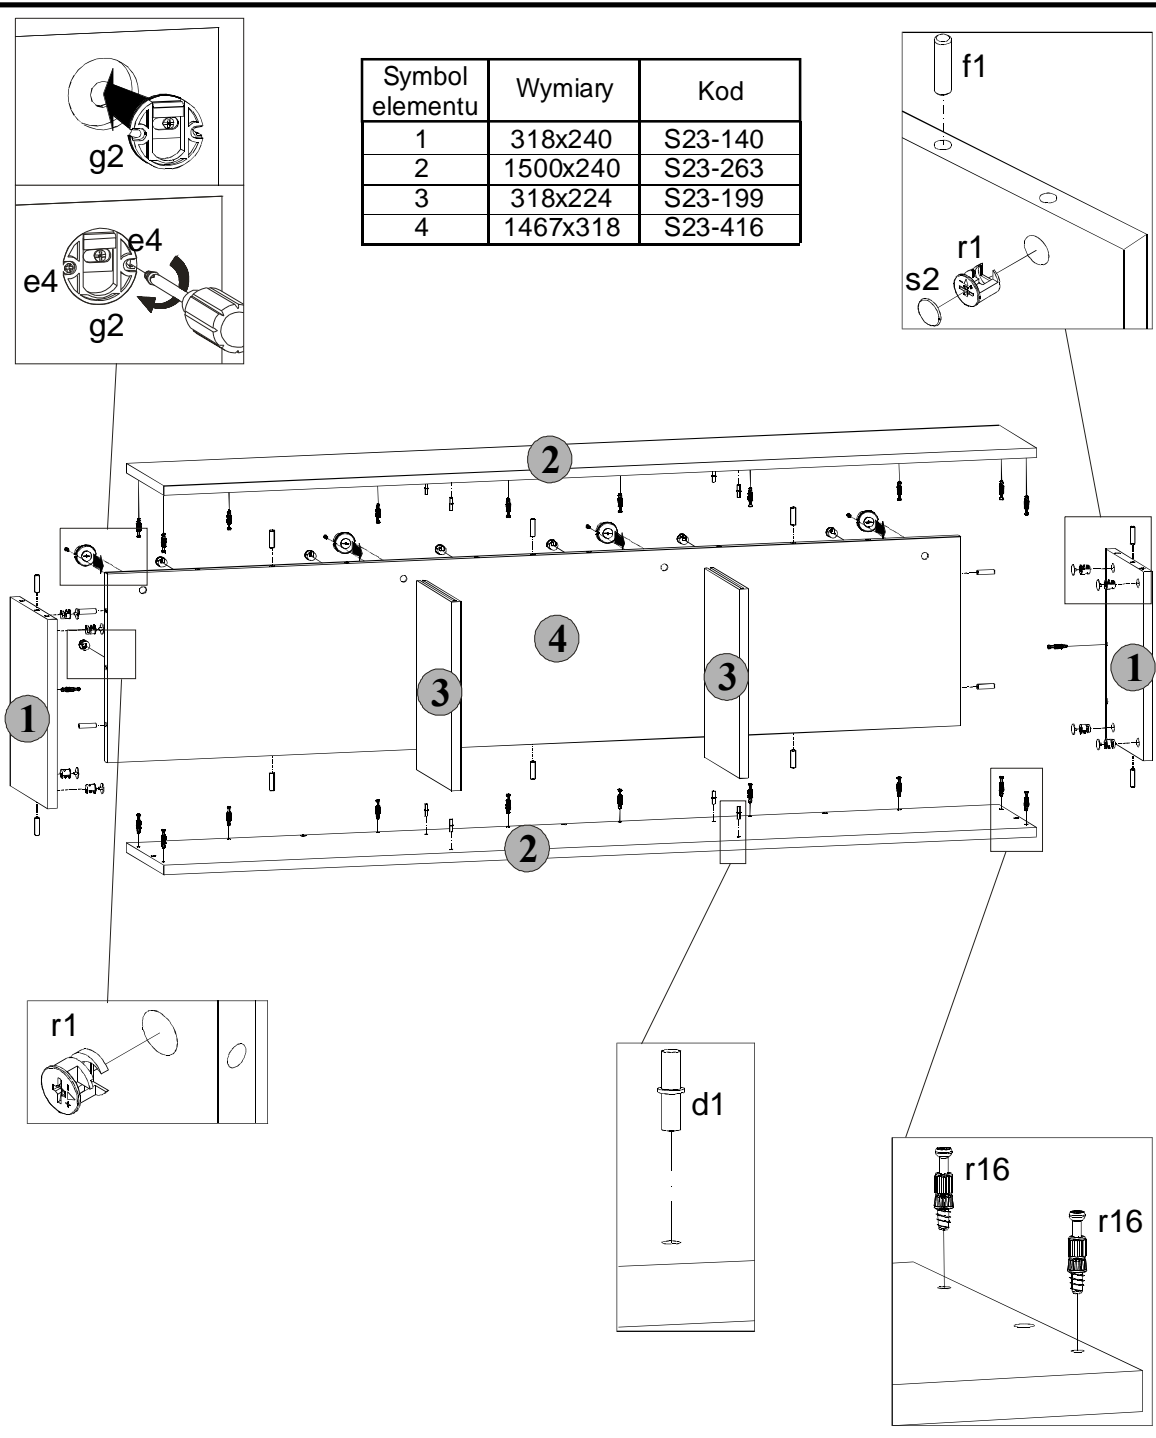 g2
e4
e4
g2
Symbol elementu Wymiary Kod
1 318x240 S23-140
2 1500x240 S23-263
3 318x224 S23-199
4 1467x318 S23-416
f1
r1
s2
2
4
3
3
1
1
2
r1
d1
r16
r16